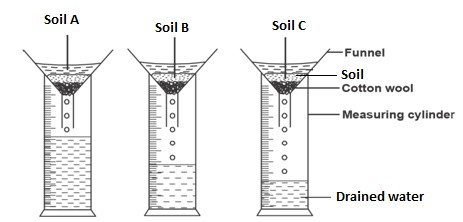 Soil A
Soil B
Soil C
Funnel
Soil
Cotton wool
Measuring cylinder
Drained water